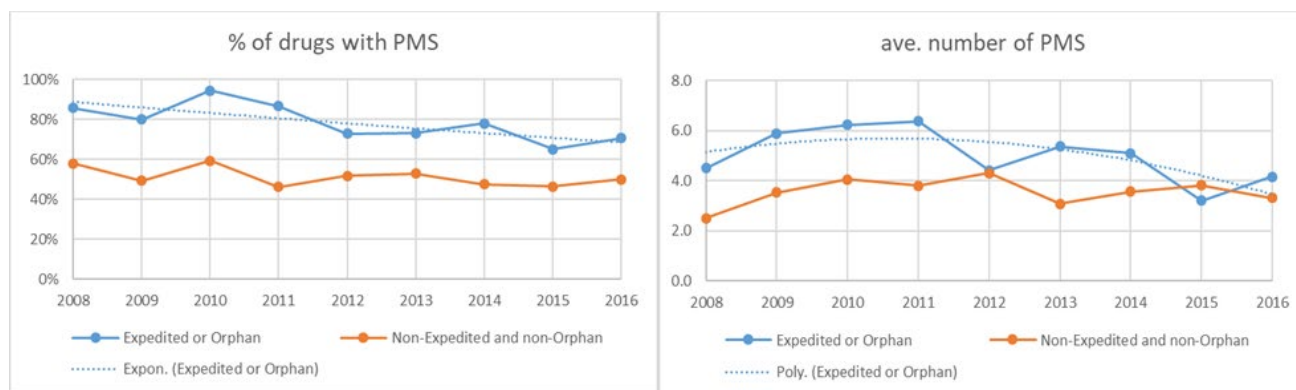 % of drugs with PMS
100%
80%
60%
40%
20%
0%
2008 2009 2010 2011 2012 2013 2014 2015 2016
Expedited or Orphan Non-Expedited and non-Orphan
Expon. (Expedited or Orphan)
ave. number of PMS
8.0
6.0
4.0
2.0
0.0
2008 2009 2010 2011 2012 2013 2014 2015 2016
Expedited or Orphan Non-Expedited and non-Orphan
Poly. (Expedited or Orphan)